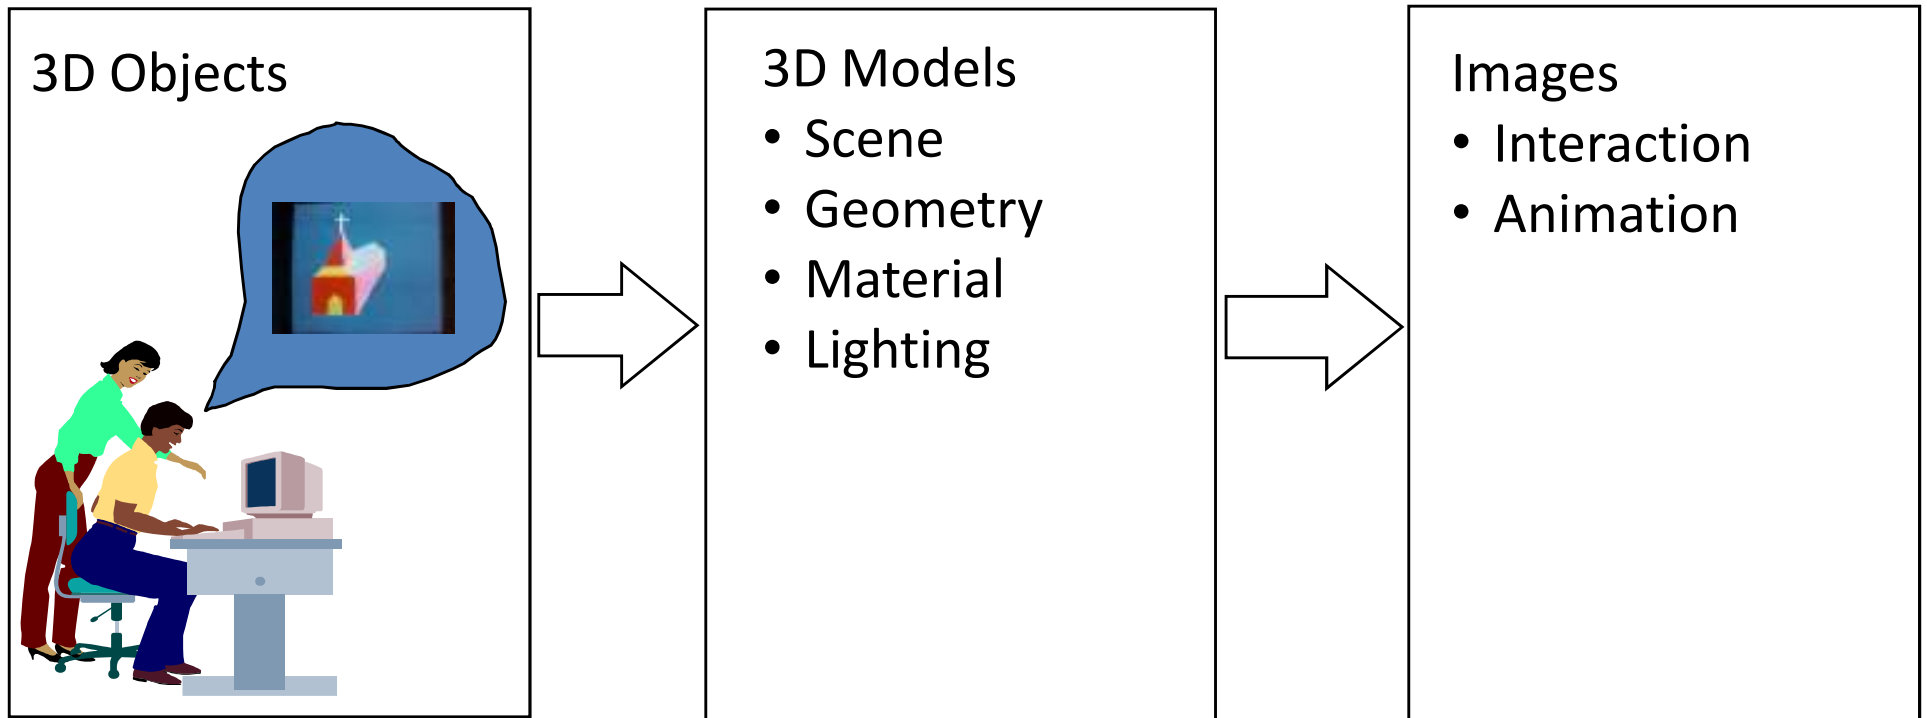 3D Objects
3D Models
• Scene
• Geometry
• Material
• Lighting
Images
• Interaction
• Animation